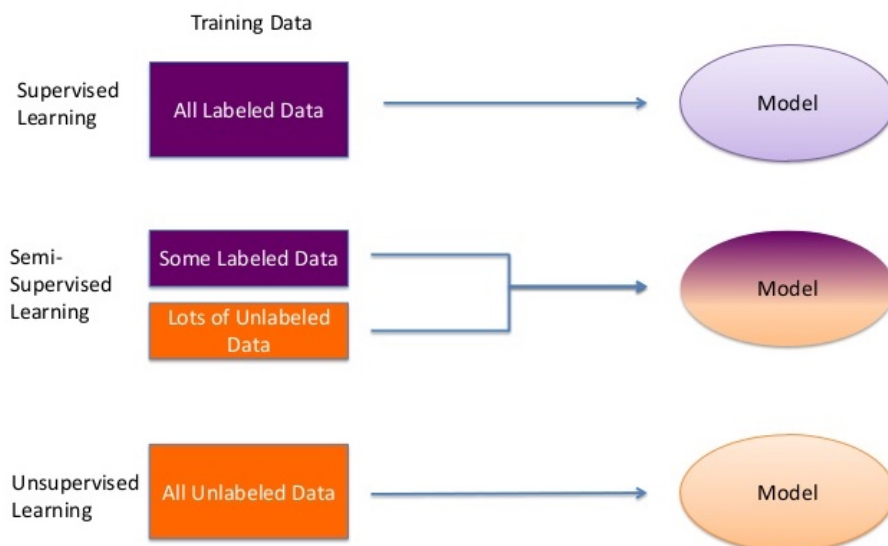 Training Data
Supervised
Learning
All Labeled Data
Model
Semi-
Supervised
Learning
Some Labeled Data
Lots of Unlabeled
Data
Model
Unsupervised
Learning
All Unlabeled Data
Model